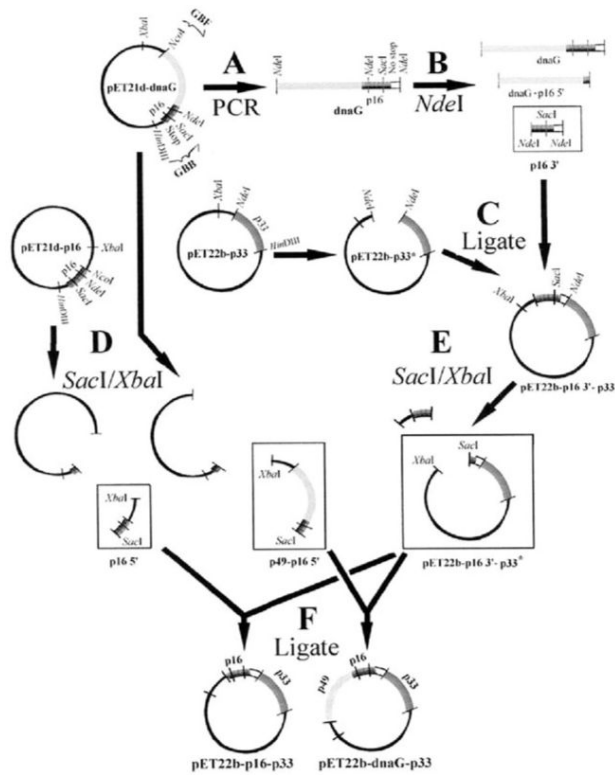 GBF
XbaI
NcoI
pET21d-dnaG
p16
NdeI
SacI
Stop
HinDIII
GBB
A
PCR
NdeI
NdeI
SacI
No stop
NdeI
p16
dnaG
B
NdeI
dnaG
dnaG-p16 5'
SacI
NdeI NdeI
p16 3'
pET21d-p16
XbaI
p16
NcoI
NdeI
SacI
HinDIII
XbaI
NdeI
p33
pET22b-p33
HinDIII
NdeI
NdeI
pET22b-p33*
C
Ligate
XbaI
SacI
NdeI
pET22b-p16 3'- p33
D
SacI/XbaI
E
SacI/XbaI
XbaI
SacI
p16 5'
XbaI
SacI
p49-p16 5'
SacI
XbaI
pET22b-p16 3'- p33*
F
Ligate
p16
p33
pET22b-p16-p33
p49
p16
p33
pET22b-dnaG-p33